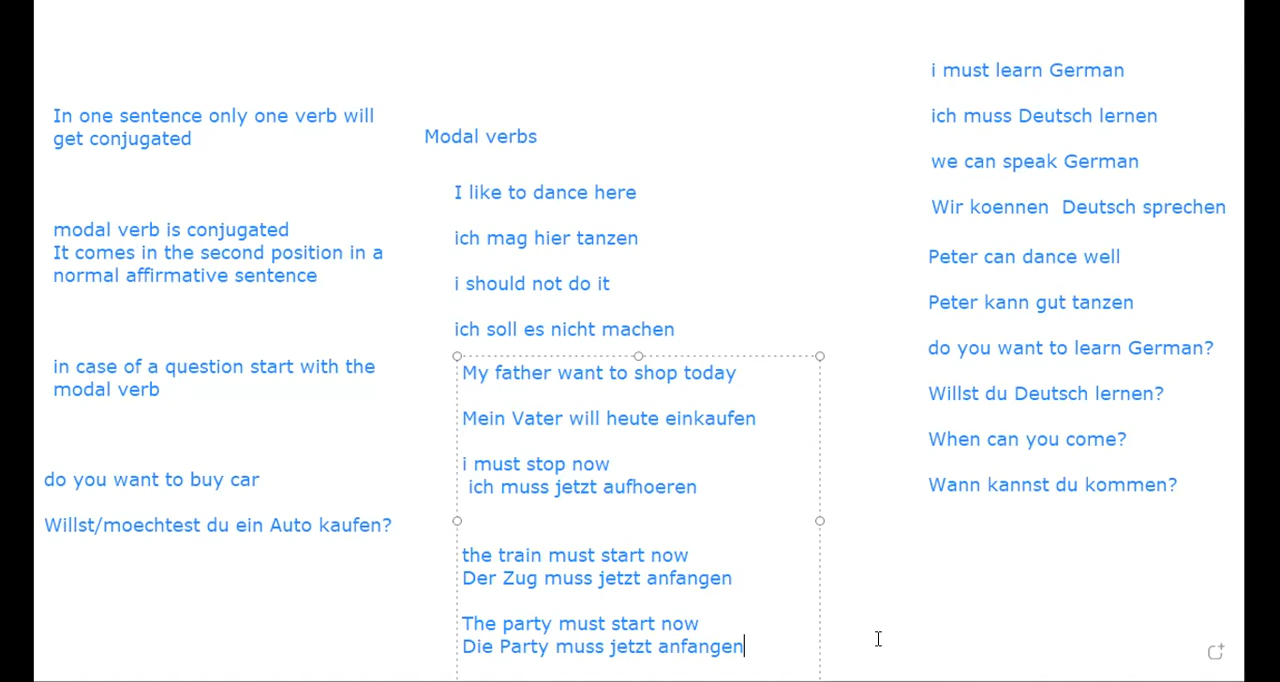 In one sentence only one verb will
get conjugated
modal verb is conjugated
It comes in the second position in a
normal affirmative sentence
in case of a question start with the
modal verb
do you want to buy car
Willst/moechtest du ein Auto kaufen?
Modal verbs
I like to dance here
ich mag hier tanzen
i should not do it
ich soll es nicht machen
My father want to shop today
Mein Vater will heute einkaufen
i must stop now
ich muss jetzt aufhoeren
the train must start now
Der Zug muss jetzt anfangen
The party must start now
Die Party muss jetzt anfangen
i must learn German
ich muss Deutsch lernen
we can speak German
Wir koennen Deutsch sprechen
Peter can dance well
Peter kann gut tanzen
do you want to learn German?
Willst du Deutsch lernen?
When can you come?
Wann kannst du kommen?